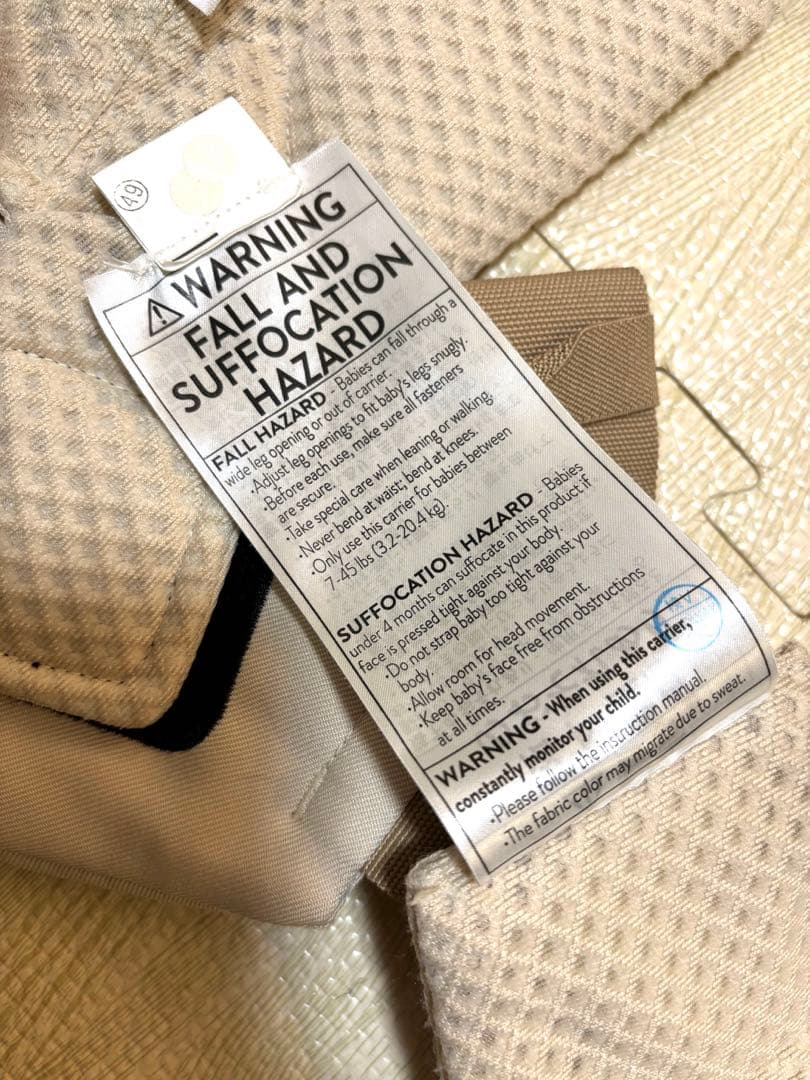 49
WARNING
FALL AND
SUFFOCATION
HAZARD
FALL HAZARD - Babies can fall through a
wide leg opening or out of carrier.
•Adjust leg openings to fit baby's legs snugly.
•Before each use, make sure all fasteners
are secure.
•Take special care when leaning or walking
•Never bend at waist; bend at knees.
•Only use this carrier for babies between
7-45 lbs (3.2-20.4 kg).
SUFFOCATION HAZARD - Babies
under 4 months can suffocate in this product if
face is pressed tight against your body.
•Do not strap baby too tight against your
body.
•Allow room for head movement.
•Keep baby's face free from obstructions
at all times.
WARNING - When using this carrier,
constantly monitor your child.
•Please follow the instruction manual.
•The fabric color may migrate due to sweat.